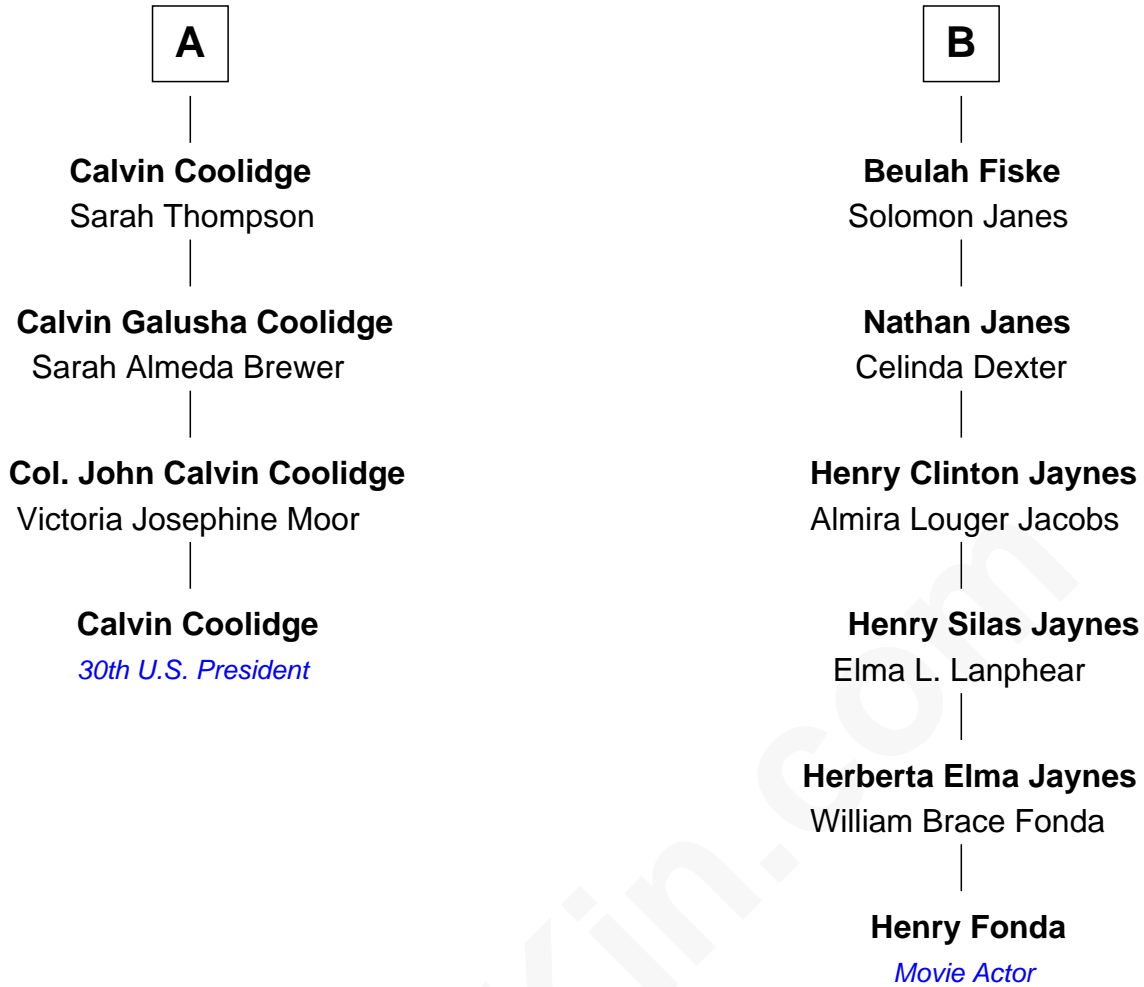 A
Calvin Coolidge
Sarah Thompson
Calvin Galusha Coolidge
Sarah Almeda Brewer
Col. John Calvin Coolidge
Victoria Josephine Moor
Calvin Coolidge
30th U.S. President
B
Beulah Fiske
Solomon Janes
Nathan Janes
Celinda Dexter
Henry Clinton Jaynes
Almira Louger Jacobs
Henry Silas Jaynes
Elma L. Lanphear
Herberta Elma Jaynes
William Brace Fonda
Henry Fonda
Movie Actor
Kin.com